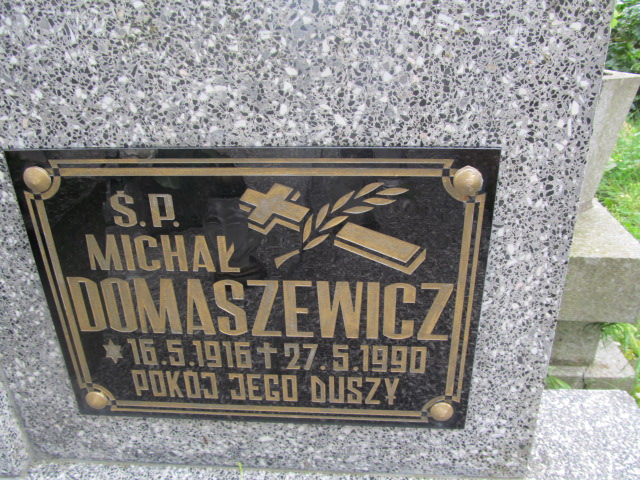 Ś.P.
MICHAŁ
DOMASZEWICZ
* 16.5.1916 † 27.5.1990
POKÓJ JEGO DUSZY